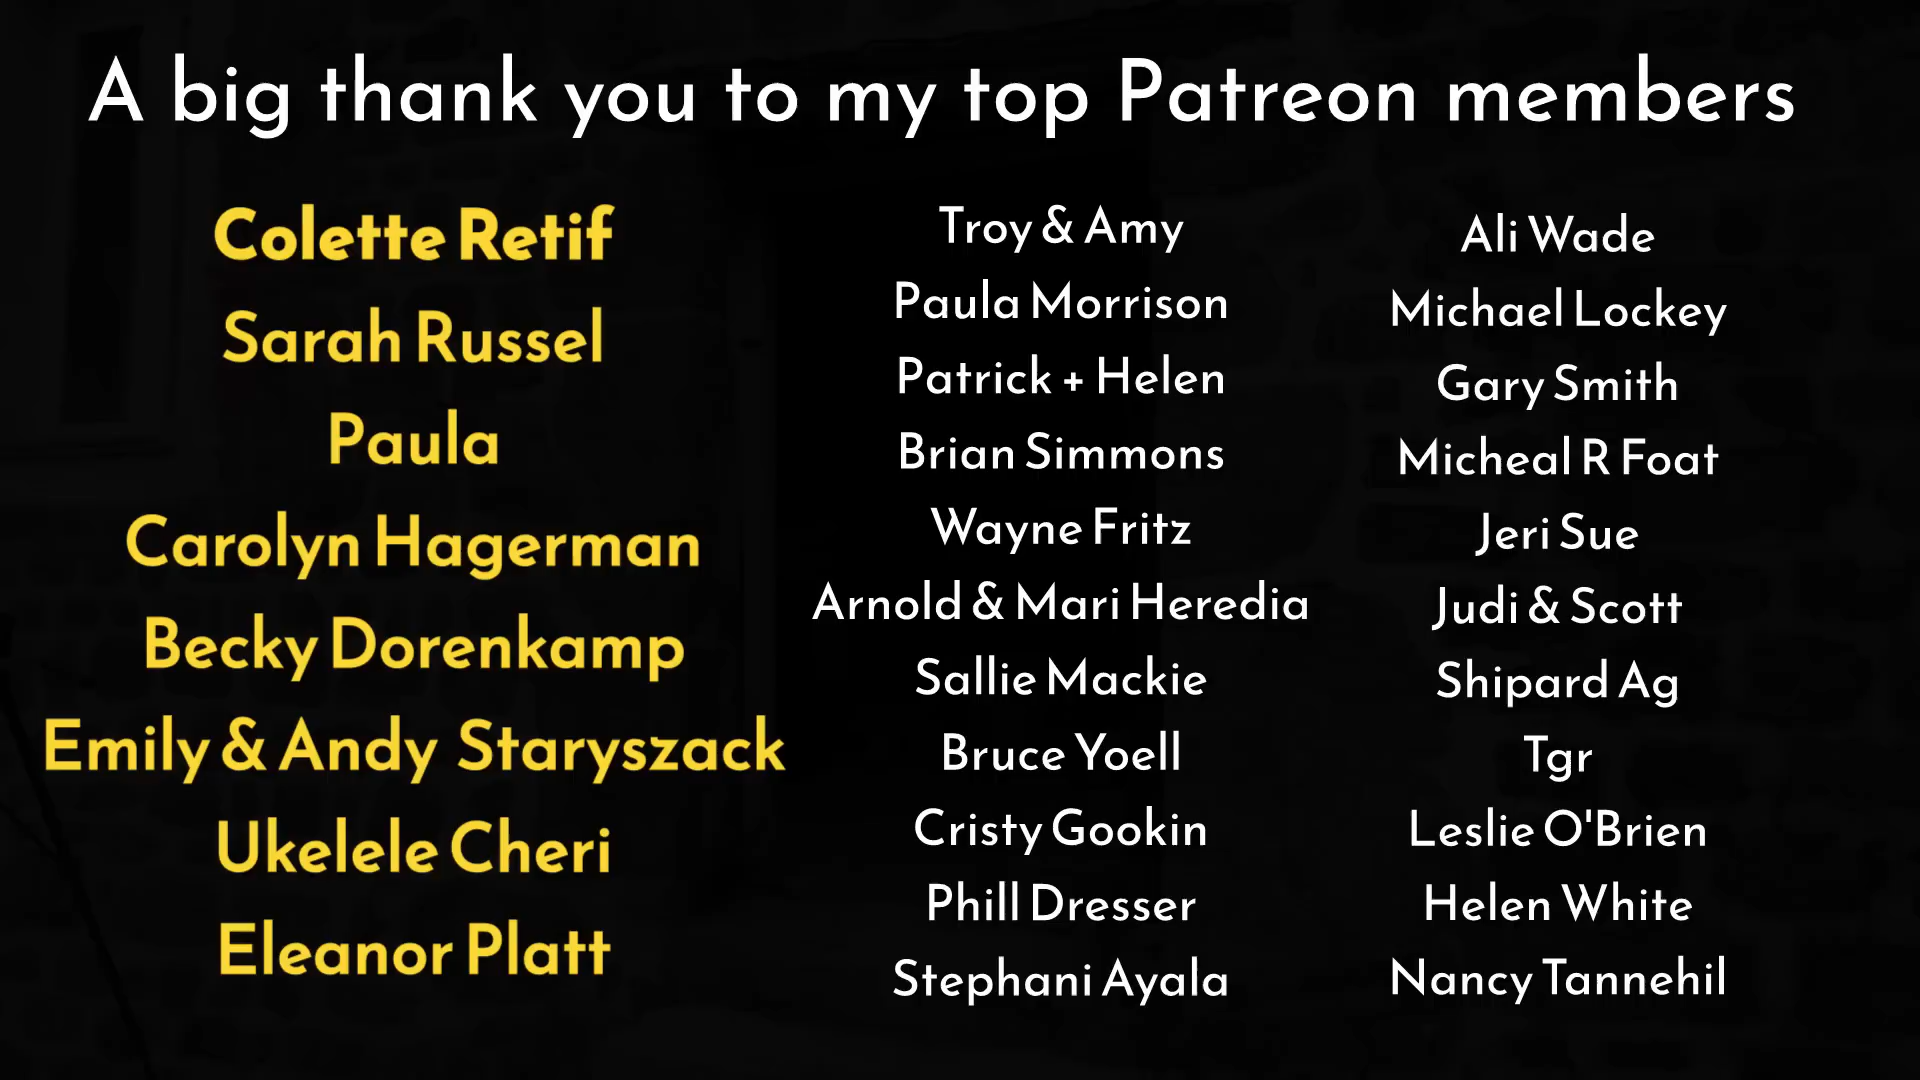 A big thank you to my top Patreon members
Colette Retif
Sarah Russel
Paula
Carolyn Hagerman
Becky Dorenkamp
Emily & Andy Staryszack
Ukelele Cheri
Eleanor Platt
Troy & Amy
Paula Morrison
Patrick + Helen
Brian Simmons
Wayne Fritz
Arnold & Mari Heredia
Sallie Mackie
Bruce Yoell
Cristy Gookin
Phill Dresser
Stephani Ayala
Ali Wade
Michael Lockey
Gary Smith
Micheal R Foat
Jeri Sue
Judi & Scott
Shipard Ag
Tgr
Leslie O'Brien
Helen White
Nancy Tannehil